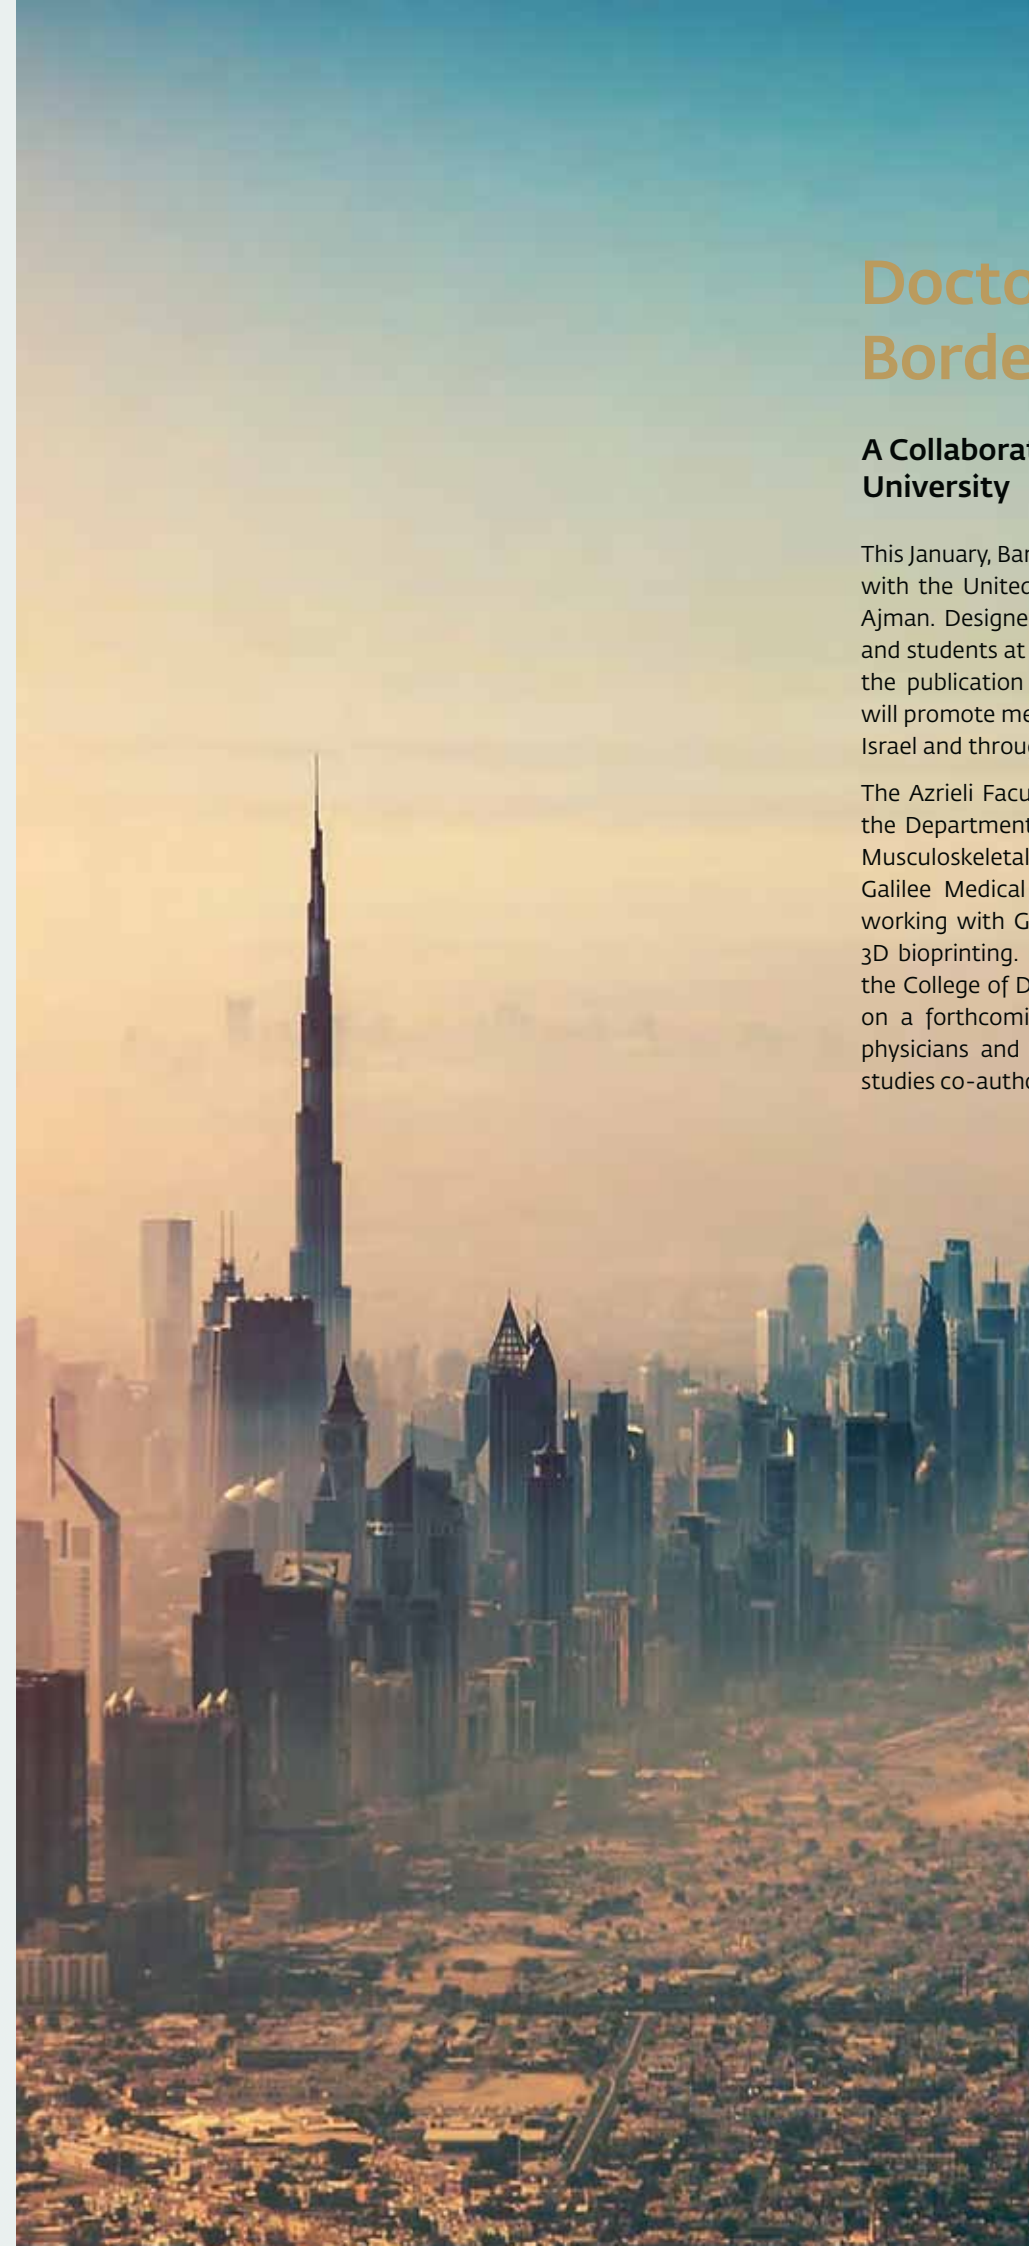 Docto
Borde
A Collabora
University
This January, Bar
with the United
Ajman. Designe
and students at
the publication
will promote me
Israel and throu
The Azrieli Facu
the Department
Musculoskeletal
Galilee Medical
working with G
3D bioprinting.
the College of D
on a forthcomi
physicians and
studies co-autho